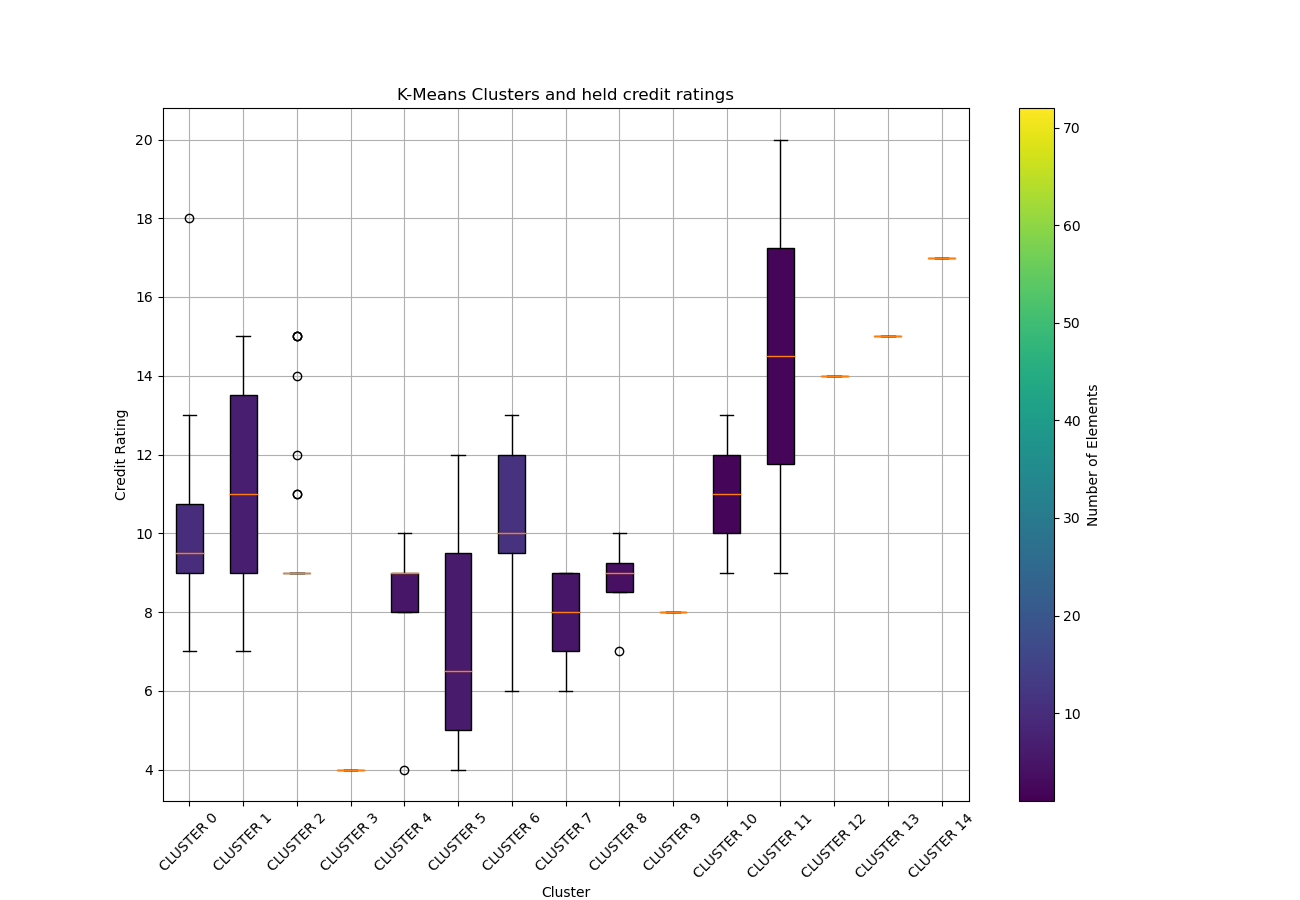 K-Means Clusters and held credit ratings
20
18
16
14
12
10
8
6
4
Credit Rating
CLUSTER 0
CLUSTER 1
CLUSTER 2
CLUSTER 3
CLUSTER 4
CLUSTER 5
CLUSTER 6
CLUSTER 7
CLUSTER 8
CLUSTER 9
CLUSTER 10
CLUSTER 11
CLUSTER 12
CLUSTER 13
CLUSTER 14
Cluster
70
60
50
40
30
20
10
Number of Elements